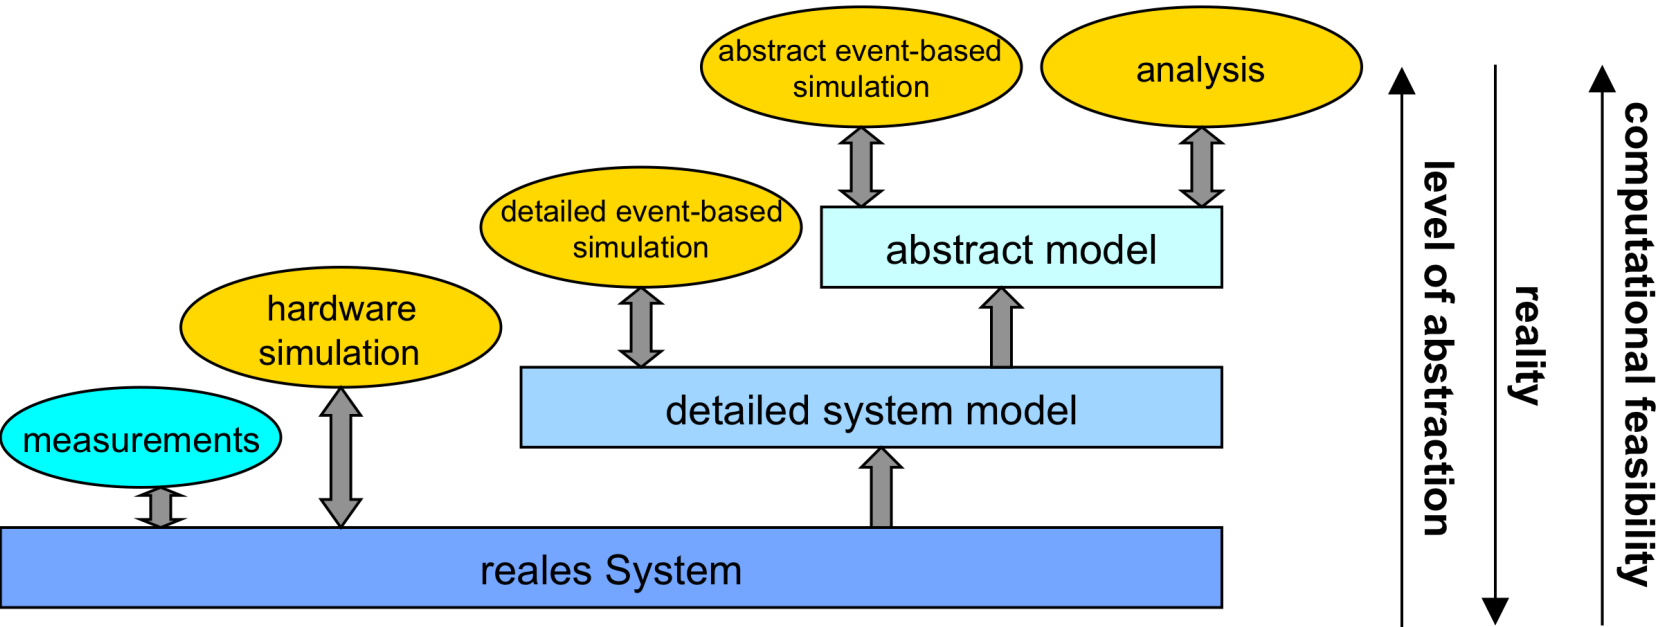 abstract event-based
simulation
analysis
detailed event-based
simulation
abstract model
hardware
simulation
detailed system model
measurements
reales System
level of abstraction
reality
computational feasibility